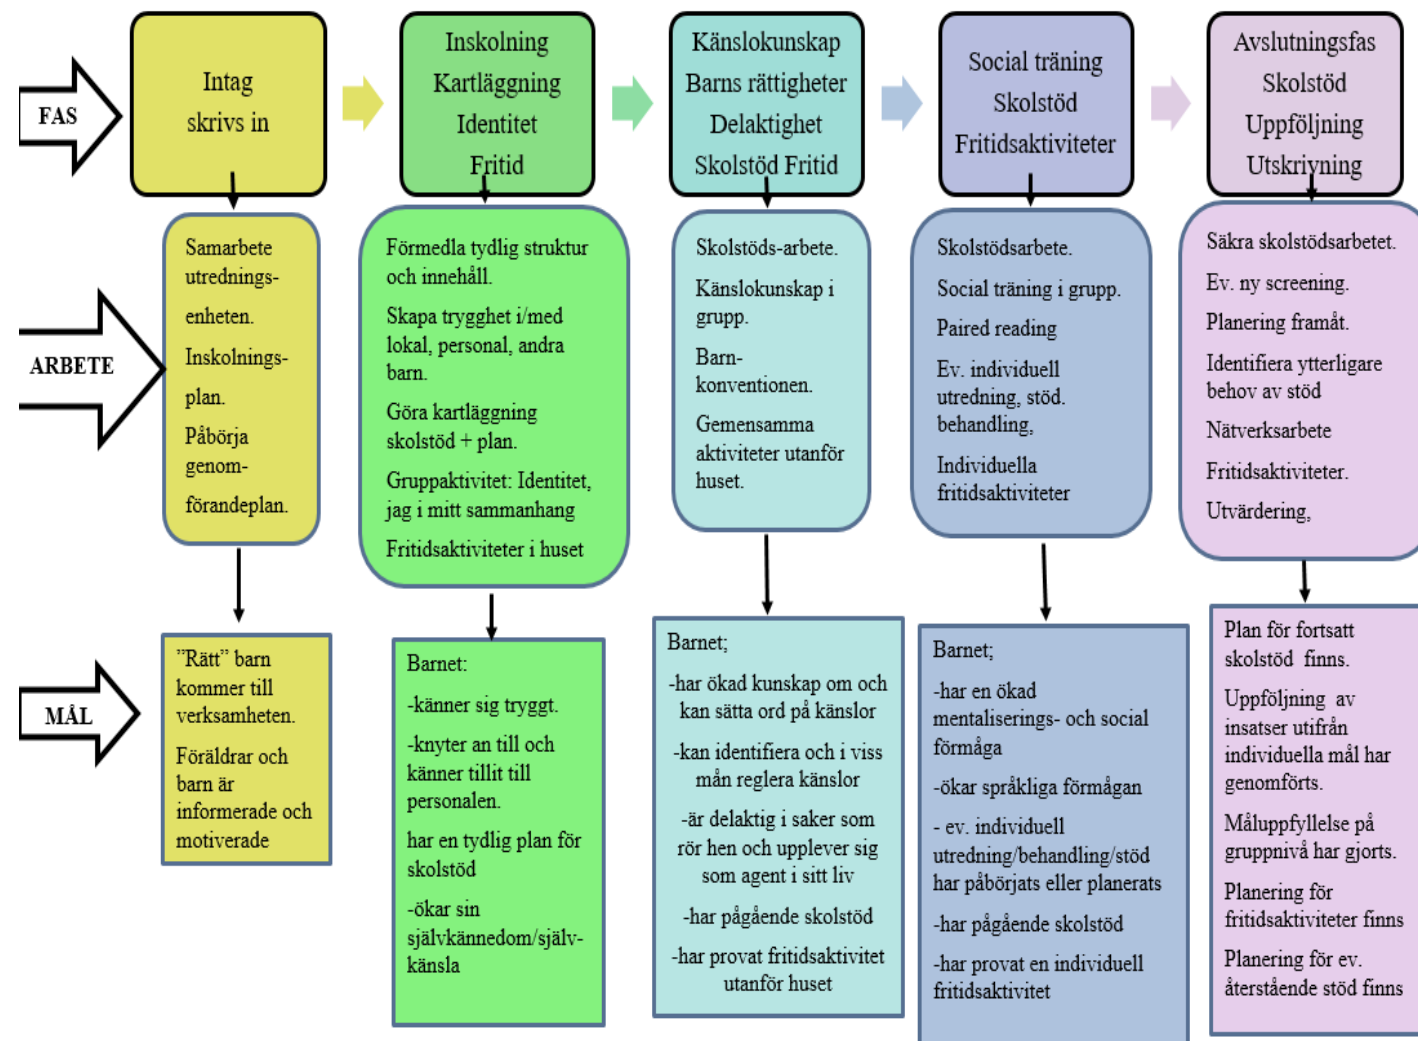 FAS
Intag
skrivs in
Inskolning
Kartläggning
Identitet
Fritid
Känslokunskap
Barns rättigheter
Delaktighet
Skolstöd Fritid
Social träning
Skolstöd
Fritidsaktiviteter
Avslutningsfas
Skolstöd
Uppföljning
Utskrivning
ARBETE
Samarbete
utrednings-
enheten.
Inskolnings-
plan.
Påbörja
genom-
förandeplan.
Förmedla tydlig struktur
och innehåll.
Skapa trygghet i/med
lokal, personal, andra
barn.
Göra kartläggning
skolstöd + plan.
Gruppaktivitet: Identitet,
jag i mitt sammanhang
Fritidsaktiviteter i huset
Skolstöds-arbete.
Känslokunskap i
grupp.
Barn-
konventionen.
Gemensamma
aktiviteter utanför
huset.
Skolstödsarbete.
Social träning i grupp.
Paired reading
Ev. individuell
utredning, stöd.
behandling,
Individuella
fritidsaktiviteter
Säkra skolstödsarbetet.
Ev. ny screening.
Planering framåt.
Identifiera ytterligare
behov av stöd
Nätverksarbete
Fritidsaktiviteter.
Utvärdering,
MÅL
”Rätt” barn
kommer till
verksamheten.
Föräldrar och
barn är
informerade och
motiverade
Barnet:
-känner sig tryggt.
-knyter an till och
känner tillit till
personalen.
har en tydlig plan för
skolstöd
-ökar sin
självkännedom/själv-
känsla
Barnet;
-har ökad kunskap om och
kan sätta ord på känslor
-kan identifiera och i viss
mån reglera känslor
-är delaktig i saker som
rör hen och upplever sig
som agent i sitt liv
-har pågående skolstöd
-har provat fritidsaktivitet
utanför huset
Barnet;
-har en ökad
mentaliserings- och social
förmåga
-ökar språkliga förmågan
- ev. individuell
utredning/behandling/stöd
har påbörjats eller planerats
-har pågående skolstöd
-har provat en individuell
fritidsaktivitet
Plan för fortsatt
skolstöd finns.
Uppföljning av
insatser utifrån
individuella mål har
genomförts.
Måluppfyllelse på
gruppnivå har gjorts.
Planering för
fritidsaktiviteter finns
Planering för ev.
återstående stöd finns